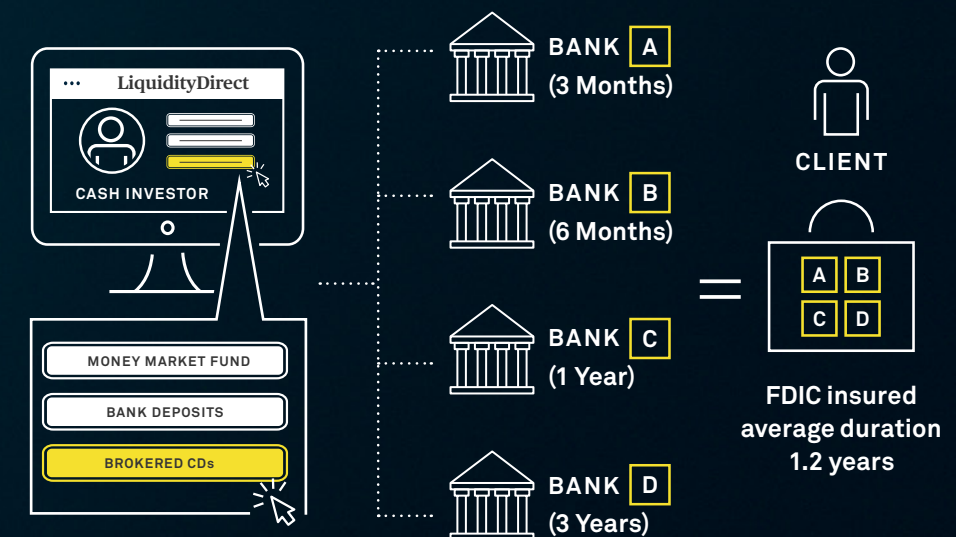 LiquidityDirect
CASH INVESTOR
MONEY MARKET FUND
BANK DEPOSITS
BROKERED CDs
BANK A
(3 Months)
BANK B
(6 Months)
BANK C
(1 Year)
BANK D
(3 Years)
=
CLIENT
A B
C D
FDIC insured
average duration
1.2 years